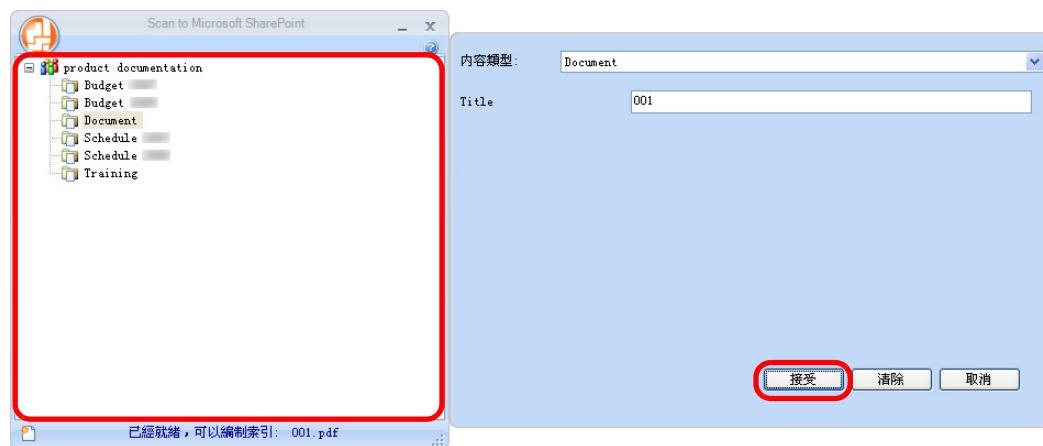 Scan to Microsoft SharePoint
product documentation
Budget
Budget
Document
Schedule
Schedule
Training
已經就緒，可以編制索引： 001.pdf
內容類型： Document
Title 001
接受 清除 取消